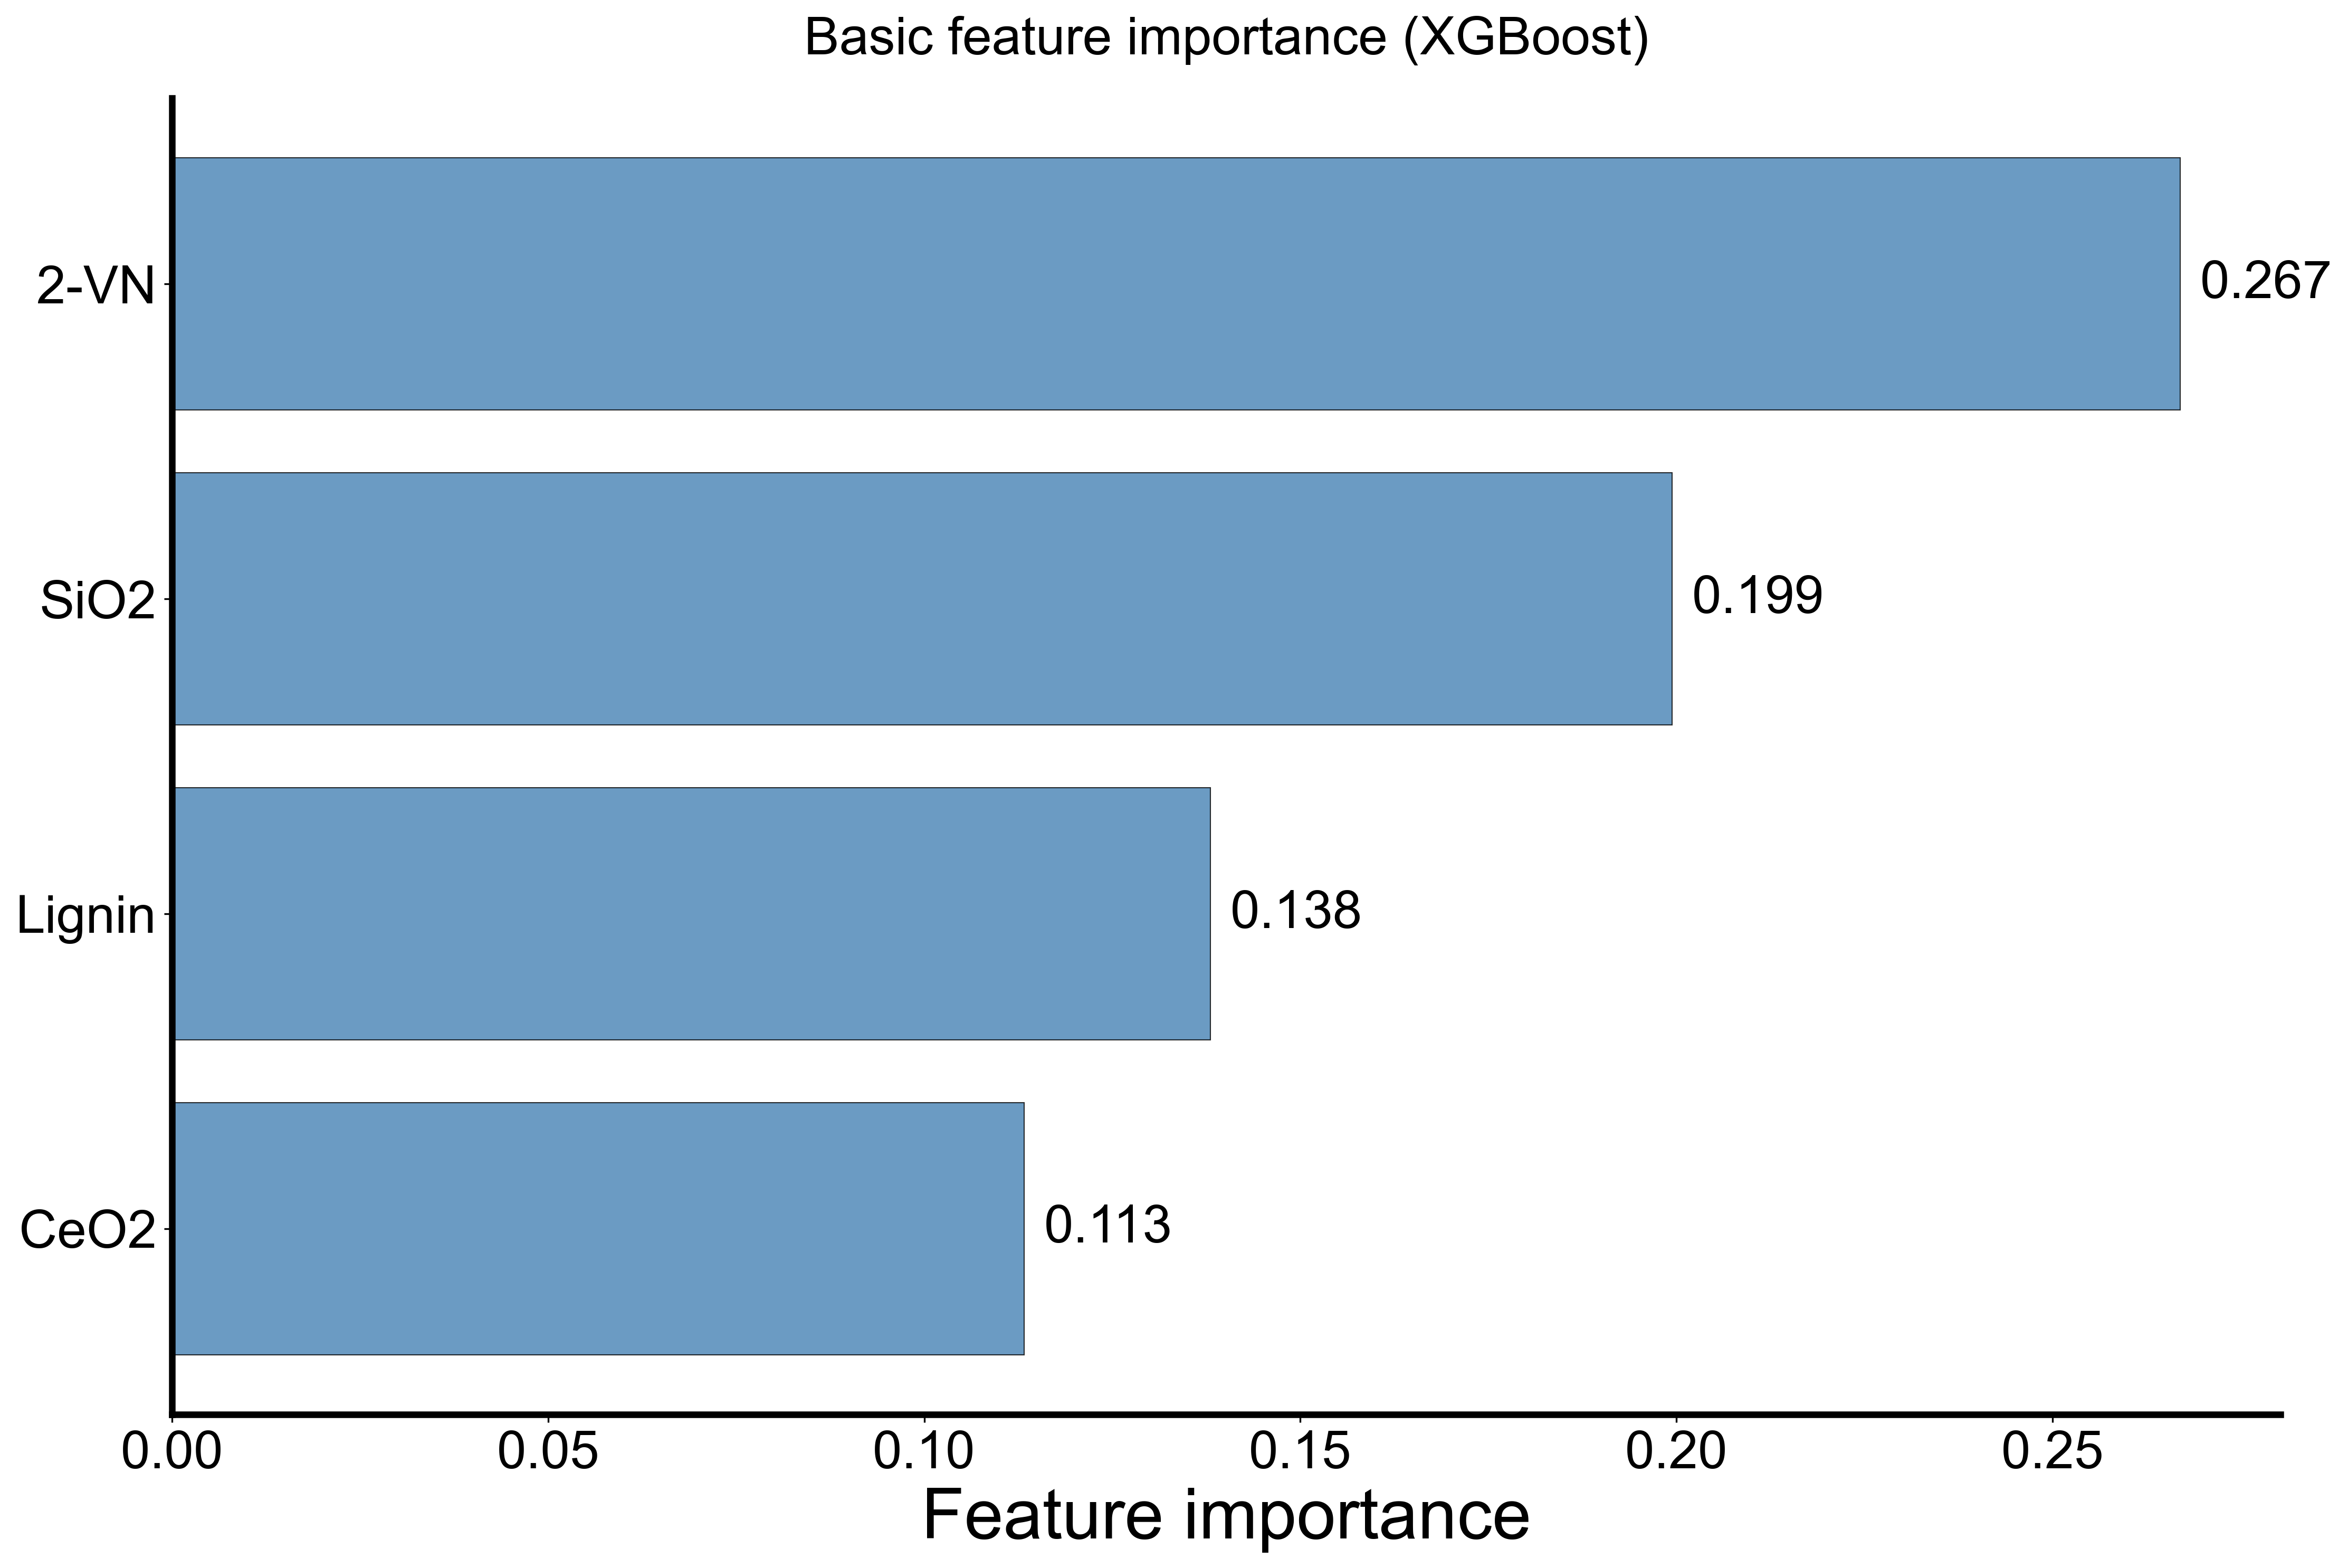 Basic feature importance (XGBoost)
2-VN
0.267
SiO2
0.199
Lignin
0.138
CeO2
0.113
0.00 0.05 0.10 0.15 0.20 0.25
Feature importance